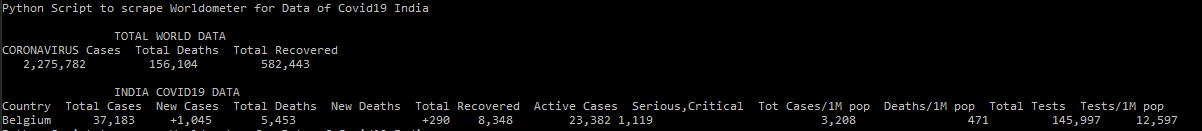 Python Script to scrape Worldometer for Data of Covid19 India
TOTAL WORLD DATA
CORONAVIRUS Cases Total Deaths Total Recovered
2,275,782 156,104 582,443
INDIA COVID19 DATA
Country Total Cases New Cases Total Deaths New Deaths Total Recovered Active Cases Serious,Critical Tot Cases/1M pop Deaths/1M pop Total Tests Tests/1M pop
Belgium 37,183 +1,045 5,453 +290 8,348 23,382 1,119 3,208 471 145,997 12,597